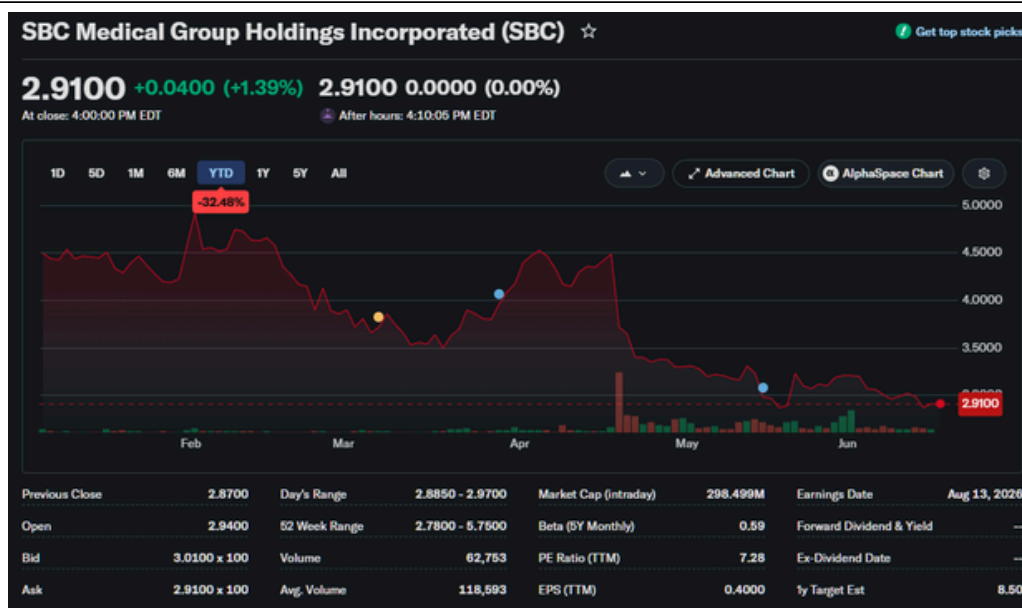 SBC Medical Group Holdings Incorporated (SBC)
Get top stock picks
2.9100 +0.0400 (+1.39%) 2.9100 0.0000 (0.00%)
At close: 4:00:00 PM EDT After hours: 4:10:05 PM EDT
1D 5D 1M 6M YTD 1Y 5Y All Advanced Chart AlphaSpace Chart
-32.48%
5.0000
4.5000
4.0000
3.5000
2.9100
Feb Mar Apr May Jun
Previous Close 2.8700 Day's Range 2.8850 - 2.9700 Market Cap (intraday) 298.499M Earnings Date Aug 13, 2026
Open 2.9400 52 Week Range 2.7800 - 5.7500 Beta (5Y Monthly) 0.59 Forward Dividend & Yield --
Bid 3.0100 x 100 Volume 62,753 PE Ratio (TTM) 7.28 Ex-Dividend Date --
Ask 2.9100 x 100 Avg. Volume 118,593 EPS (TTM) 0.4000 1y Target Est 8.50